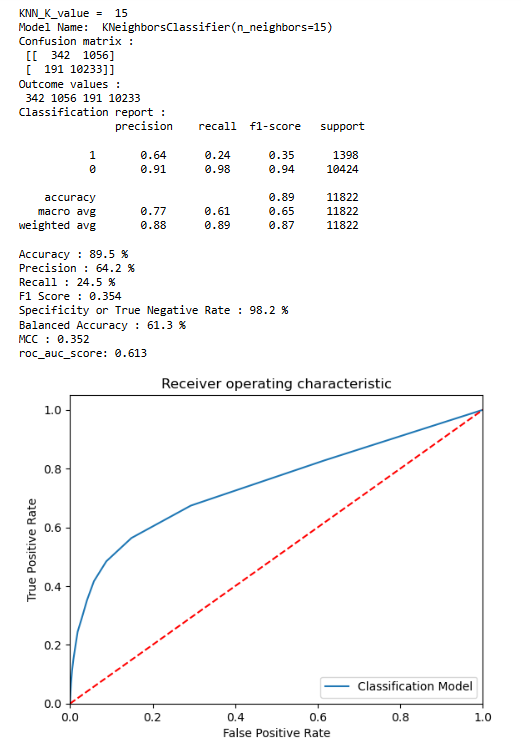 KNN_K_value =  15
Model Name:  KNeighborsClassifier(n_neighbors=15)
Confusion matrix :
 [[  342  1056]
 [  191 10233]]
Outcome values :
 342 1056 191 10233
Classification report :
              precision    recall  f1-score   support

           1       0.64      0.24      0.35      1398
           0       0.91      0.98      0.94     10424

    accuracy                           0.89     11822
   macro avg       0.77      0.61      0.65     11822
weighted avg       0.88      0.89      0.87     11822

Accuracy : 89.5 %
Precision : 64.2 %
Recall : 24.5 %
F1 Score : 0.354
Specificity or True Negative Rate : 98.2 %
Balanced Accuracy : 61.3 %
MCC : 0.352
roc_auc_score: 0.613
Receiver operating characteristic
True Positive Rate
1.0
0.8
0.6
0.4
0.2
0.0
Classification Model
0.0 0.2 0.4 0.6 0.8 1.0
False Positive Rate